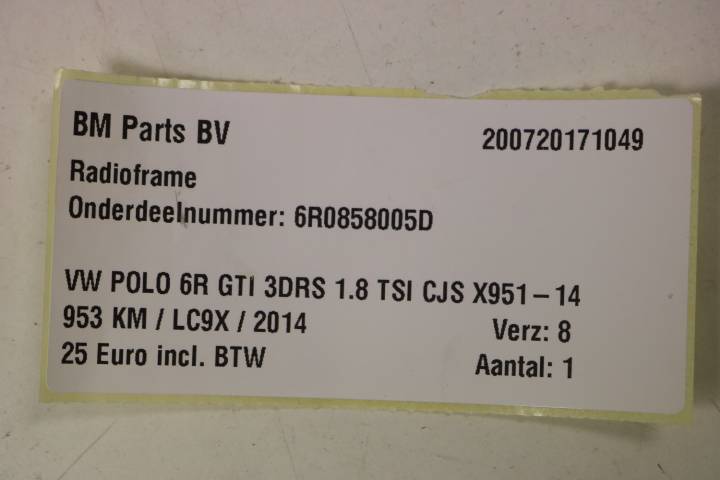 BM Parts BV 200720171049
Radioframe
Onderdeelnummer: 6R0858005D
VW POLO 6R GTI 3DRS 1.8 TSI CJS X951-14
953 KM / LC9X / 2014 Verz: 8
25 Euro incl. BTW Aantal: 1